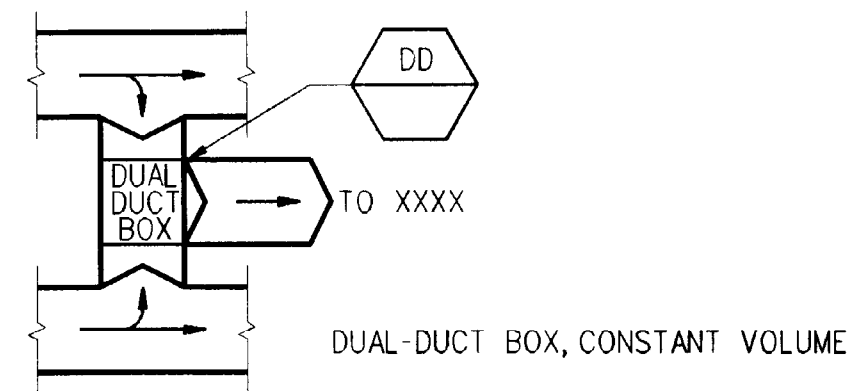 DD
DUAL
DUCT
BOX
TO XXXX
DUAL-DUCT BOX, CONSTANT VOLUME